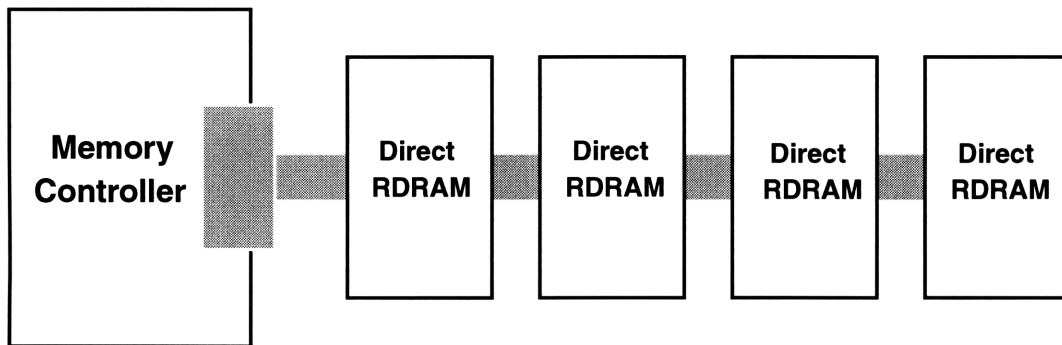 Memory
Controller
Direct
RDRAM
Direct
RDRAM
Direct
RDRAM
Direct
RDRAM